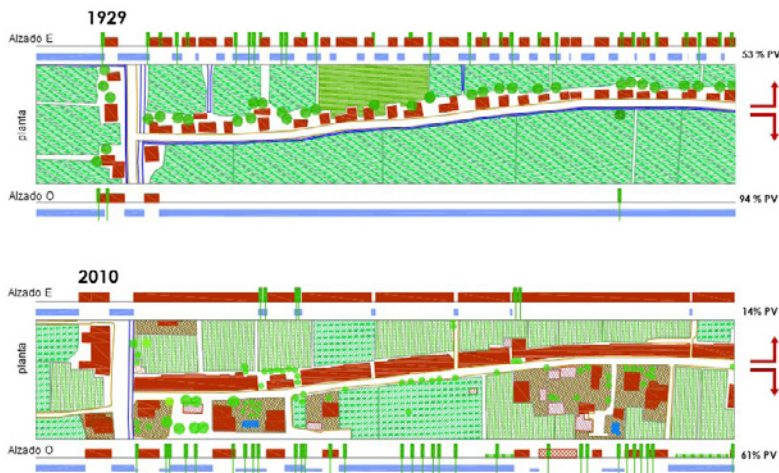 1929
Alzado E
53 % PV
planta
Alzado O
94 % PV
2010
Alzado E
14% PV
planta
Alzado O
61% PV